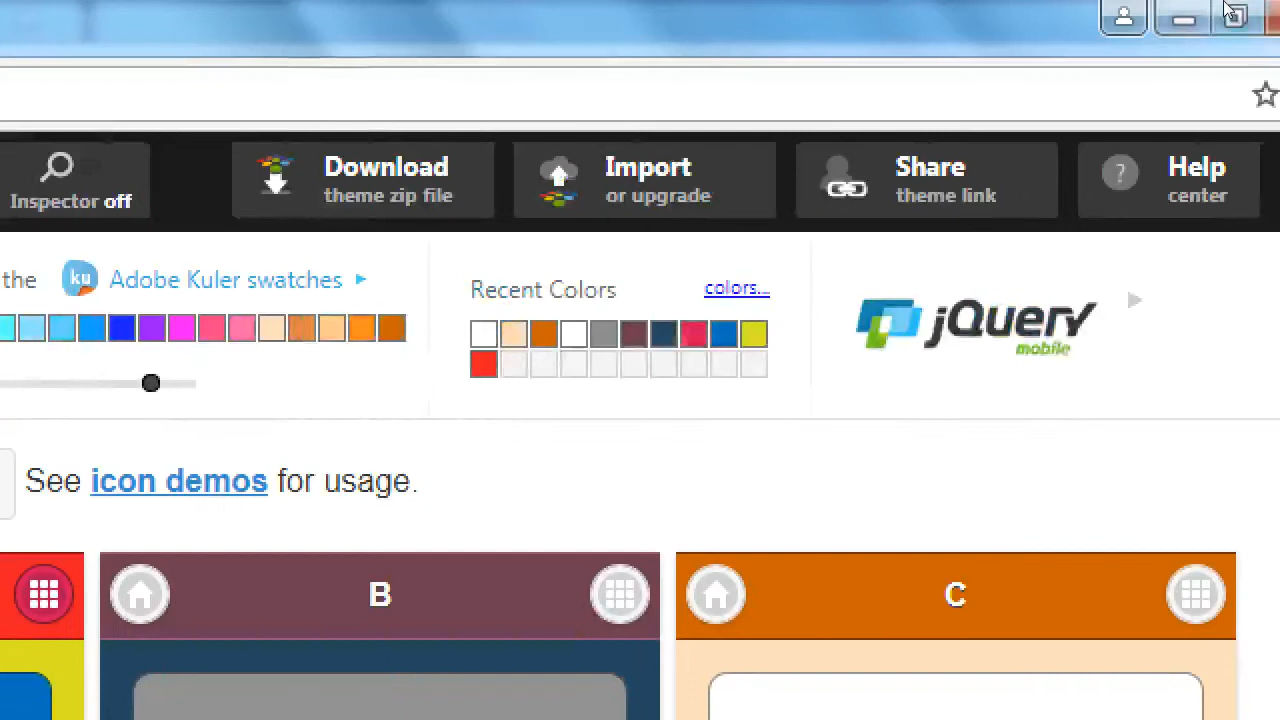 Inspector off
Download
theme zip file
Import
or upgrade
Share
theme link
? Help
center
the ku Adobe Kuler swatches
Recent Colors colors...
jQuery
mobile
See icon demos for usage.
B
C